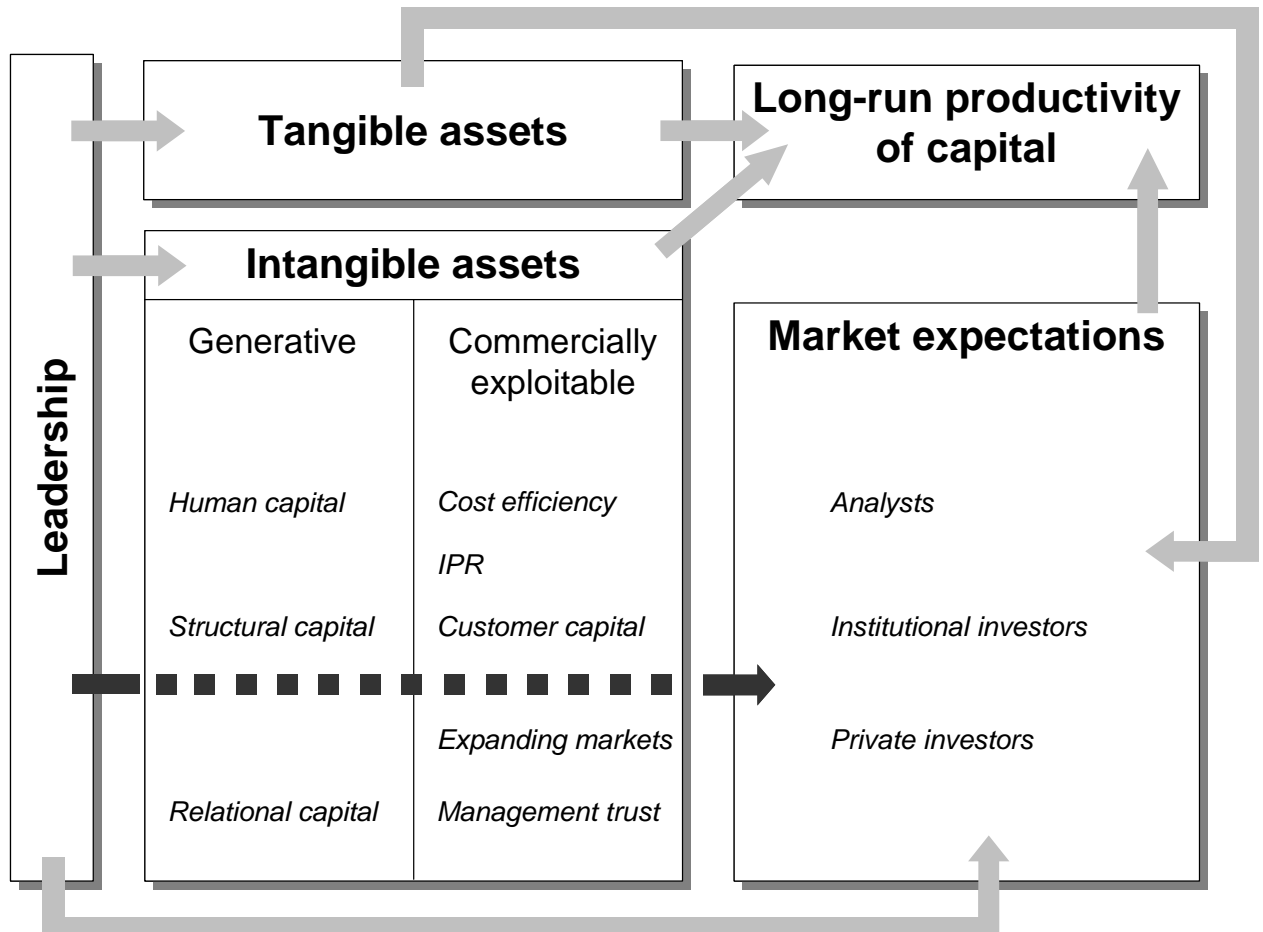 Leadership
Tangible assets
Long-run productivity
of capital
Intangible assets
Generative
Commercially
exploitable
Human capital
Structural capital
Relational capital
Cost efficiency
IPR
Customer capital
Expanding markets
Management trust
Market expectations
Analysts
Institutional investors
Private investors